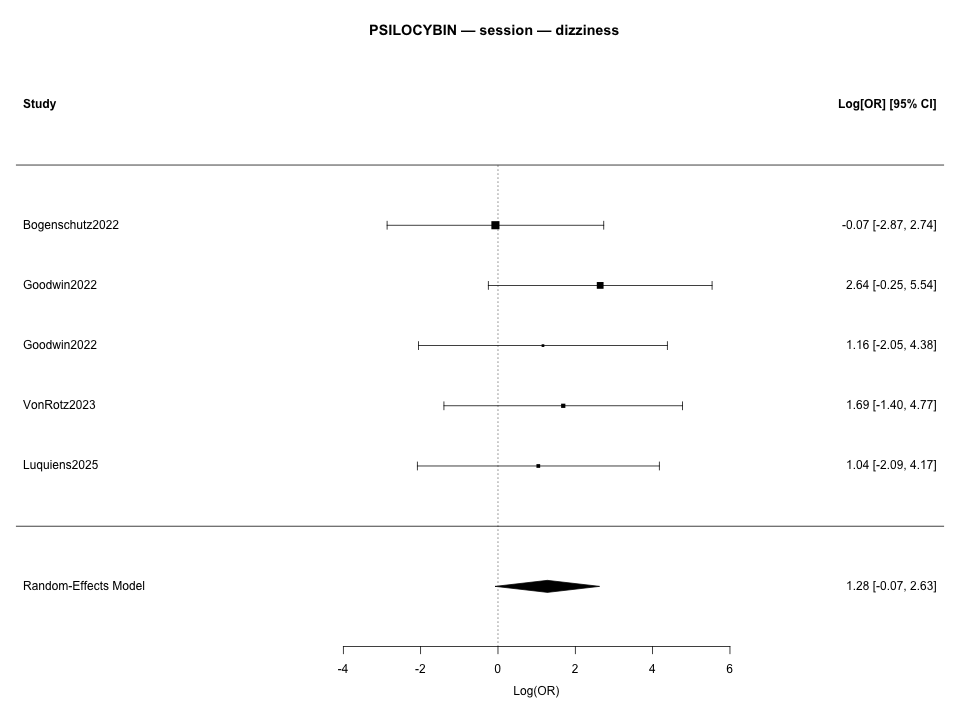 PSILOCYBIN — session — dizziness
Study Log[OR] [95% CI]
Bogenschutz2022 -0.07 [-2.87, 2.74]
Goodwin2022 2.64 [-0.25, 5.54]
Goodwin2022 1.16 [-2.05, 4.38]
VonRotz2023 1.69 [-1.40, 4.77]
Luquiens2025 1.04 [-2.09, 4.17]
Random-Effects Model 1.28 [-0.07, 2.63]
-4 -2 0 2 4 6
Log(OR)